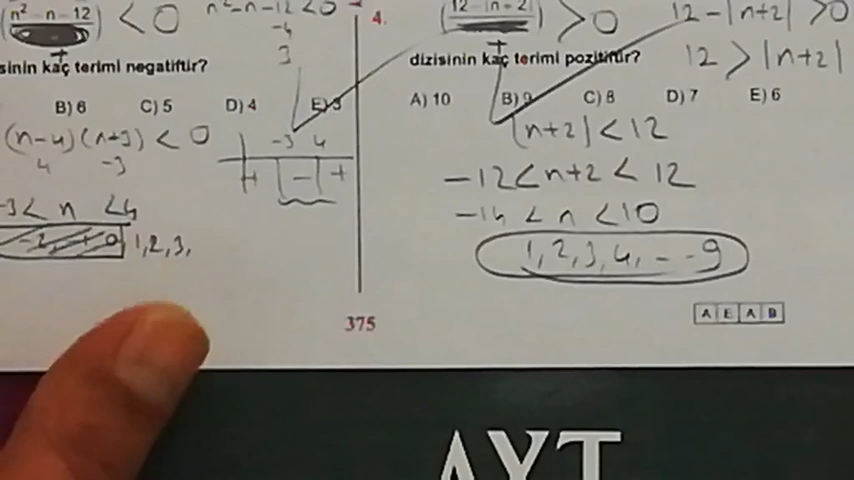 n²-n-12 < 0
n²-n-12 < 0
-4
3
+
sinin kaç terimi negatiftir?
B) 6 C) 5 D) 4 E) 3
(n-4)(n+3) < 0
4 -3
-3 4
+ - +
-3 < n < 4
-2, 0 1,2,3,
4.
12-|n+2| > 0
12-|n+2| > 0
+
12 > |n+2|
dizisinin kaç terimi pozitiftir?
A) 10 B) 9 C) 8 D) 7 E) 6
|n+2| < 12
-12 < n+2 < 12
-14 < n < 10
1,2,3,4,--9
375
A E A B
AYT